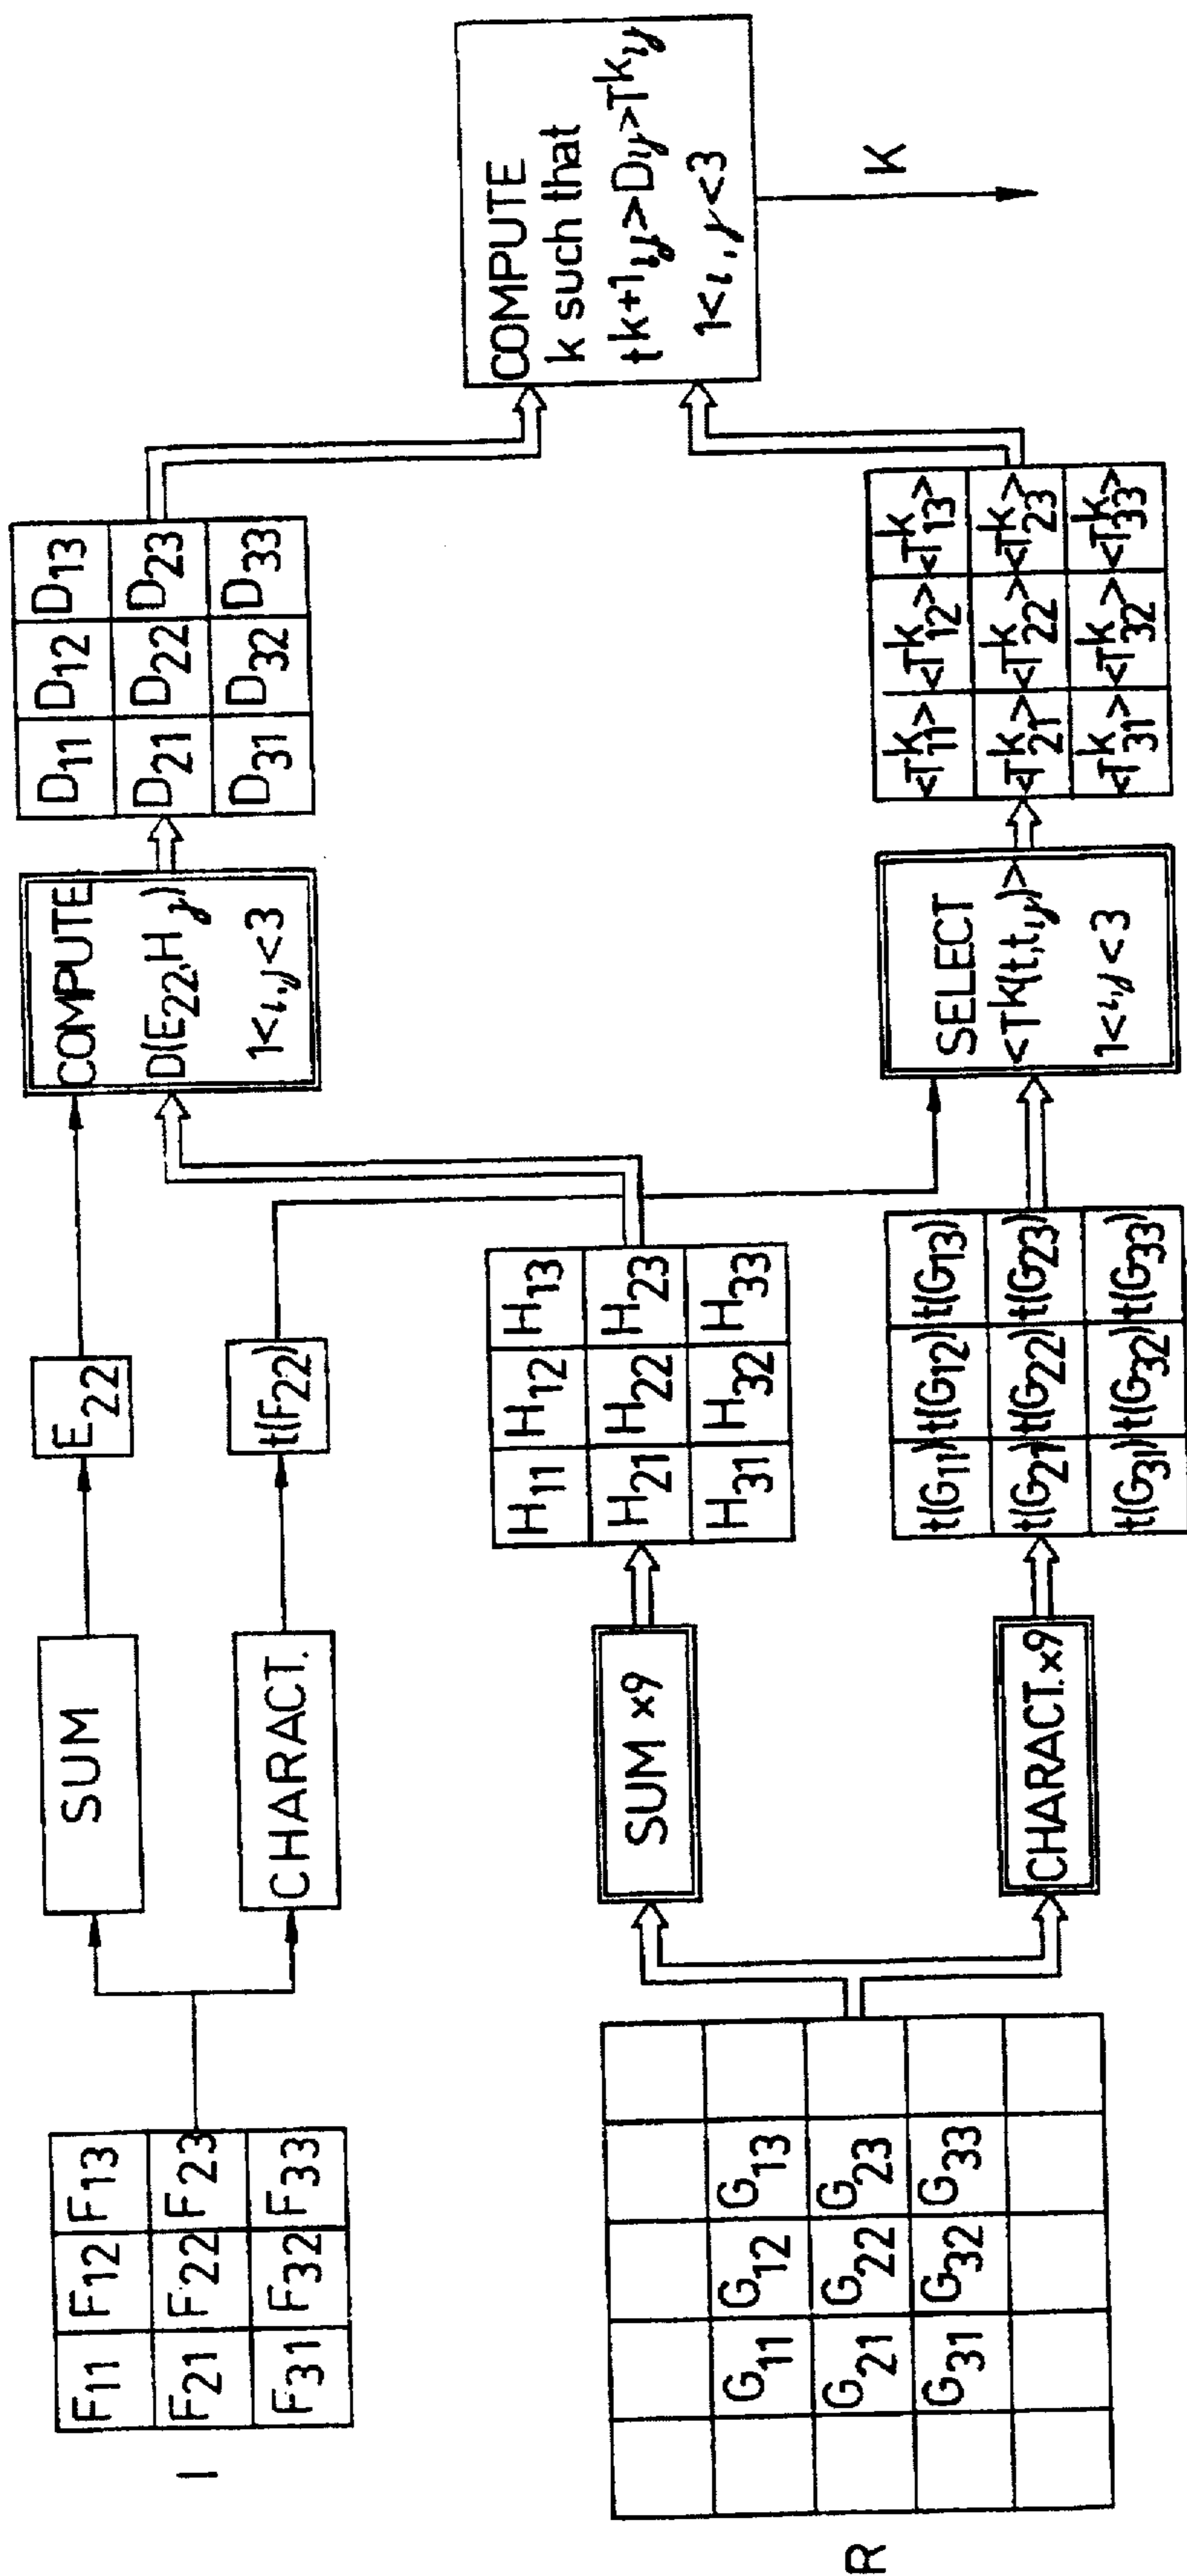 I
F11 F12 F13
F21 F22 F23
F31 F32 F33
SUM
E22
CHARACT.
t(F22)
COMPUTE
D(E22,H y)
1<i,j<3
D11 D12 D13
D21 D22 D23
D31 D32 D33
R
G11 G12 G13
G21 G22 G23
G31 G32 G33
SUM x9
H11 H12 H13
H21 H22 H23
H31 H32 H33
CHARACT. x9
t(G11) t(G12) t(G13)
t(G21) t(G22) t(G23)
t(G31) t(G32) t(G33)
SELECT
<Tk(t,tij)>
1<i,j<3
<Tk11> <Tk12> <Tk13>
<Tk21> <Tk22> <Tk23>
<Tk31> <Tk32> <Tk33>
COMPUTE
k such that
tk+1ij>Dij>Tkij
1<i,j<3
K